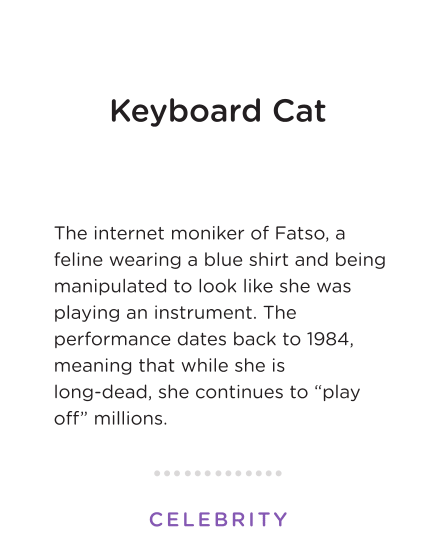 Keyboard Cat
The internet moniker of Fatso, a
feline wearing a blue shirt and being
manipulated to look like she was
playing an instrument. The
performance dates back to 1984,
meaning that while she is
long-dead, she continues to “play
off” millions.
CELEBRITY